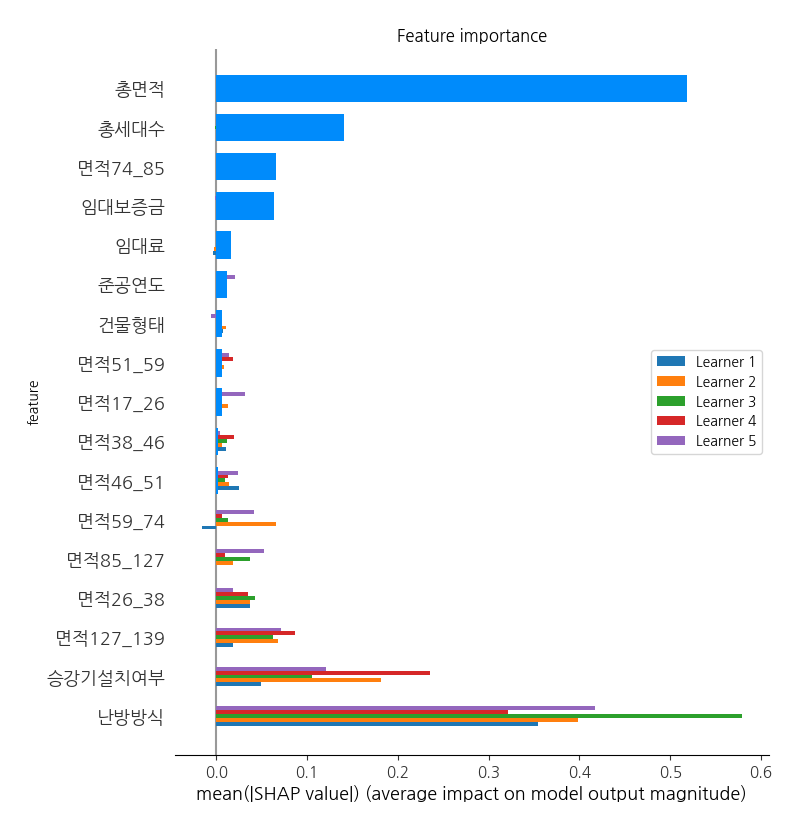 Feature importance
총면적
총세대수
면적74_85
임대보증금
임대료
준공연도
건물형태
면적51_59
면적17_26
면적38_46
면적46_51
면적59_74
면적85_127
면적26_38
면적127_139
승강기설치여부
난방방식
feature
Learner 1
Learner 2
Learner 3
Learner 4
Learner 5
0.0 0.1 0.2 0.3 0.4 0.5 0.6
mean(|SHAP value|) (average impact on model output magnitude)